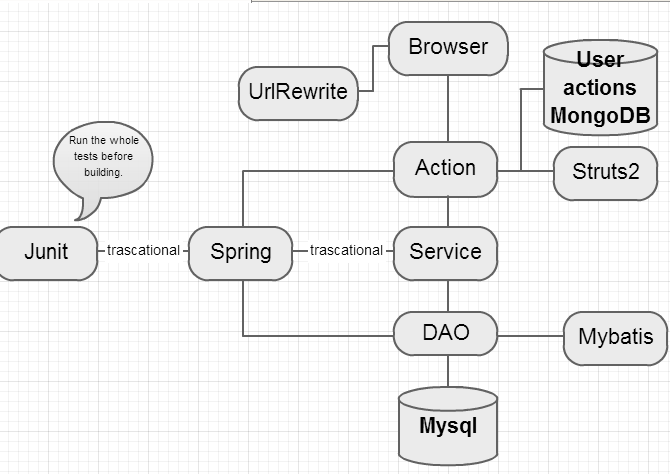 Browser
User
actions
MongoDB
UrlRewrite
Run the whole
tests before
building.
Action
Struts2
Junit
trascational
Spring
trascational
Service
DAO
Mybatis
Mysql